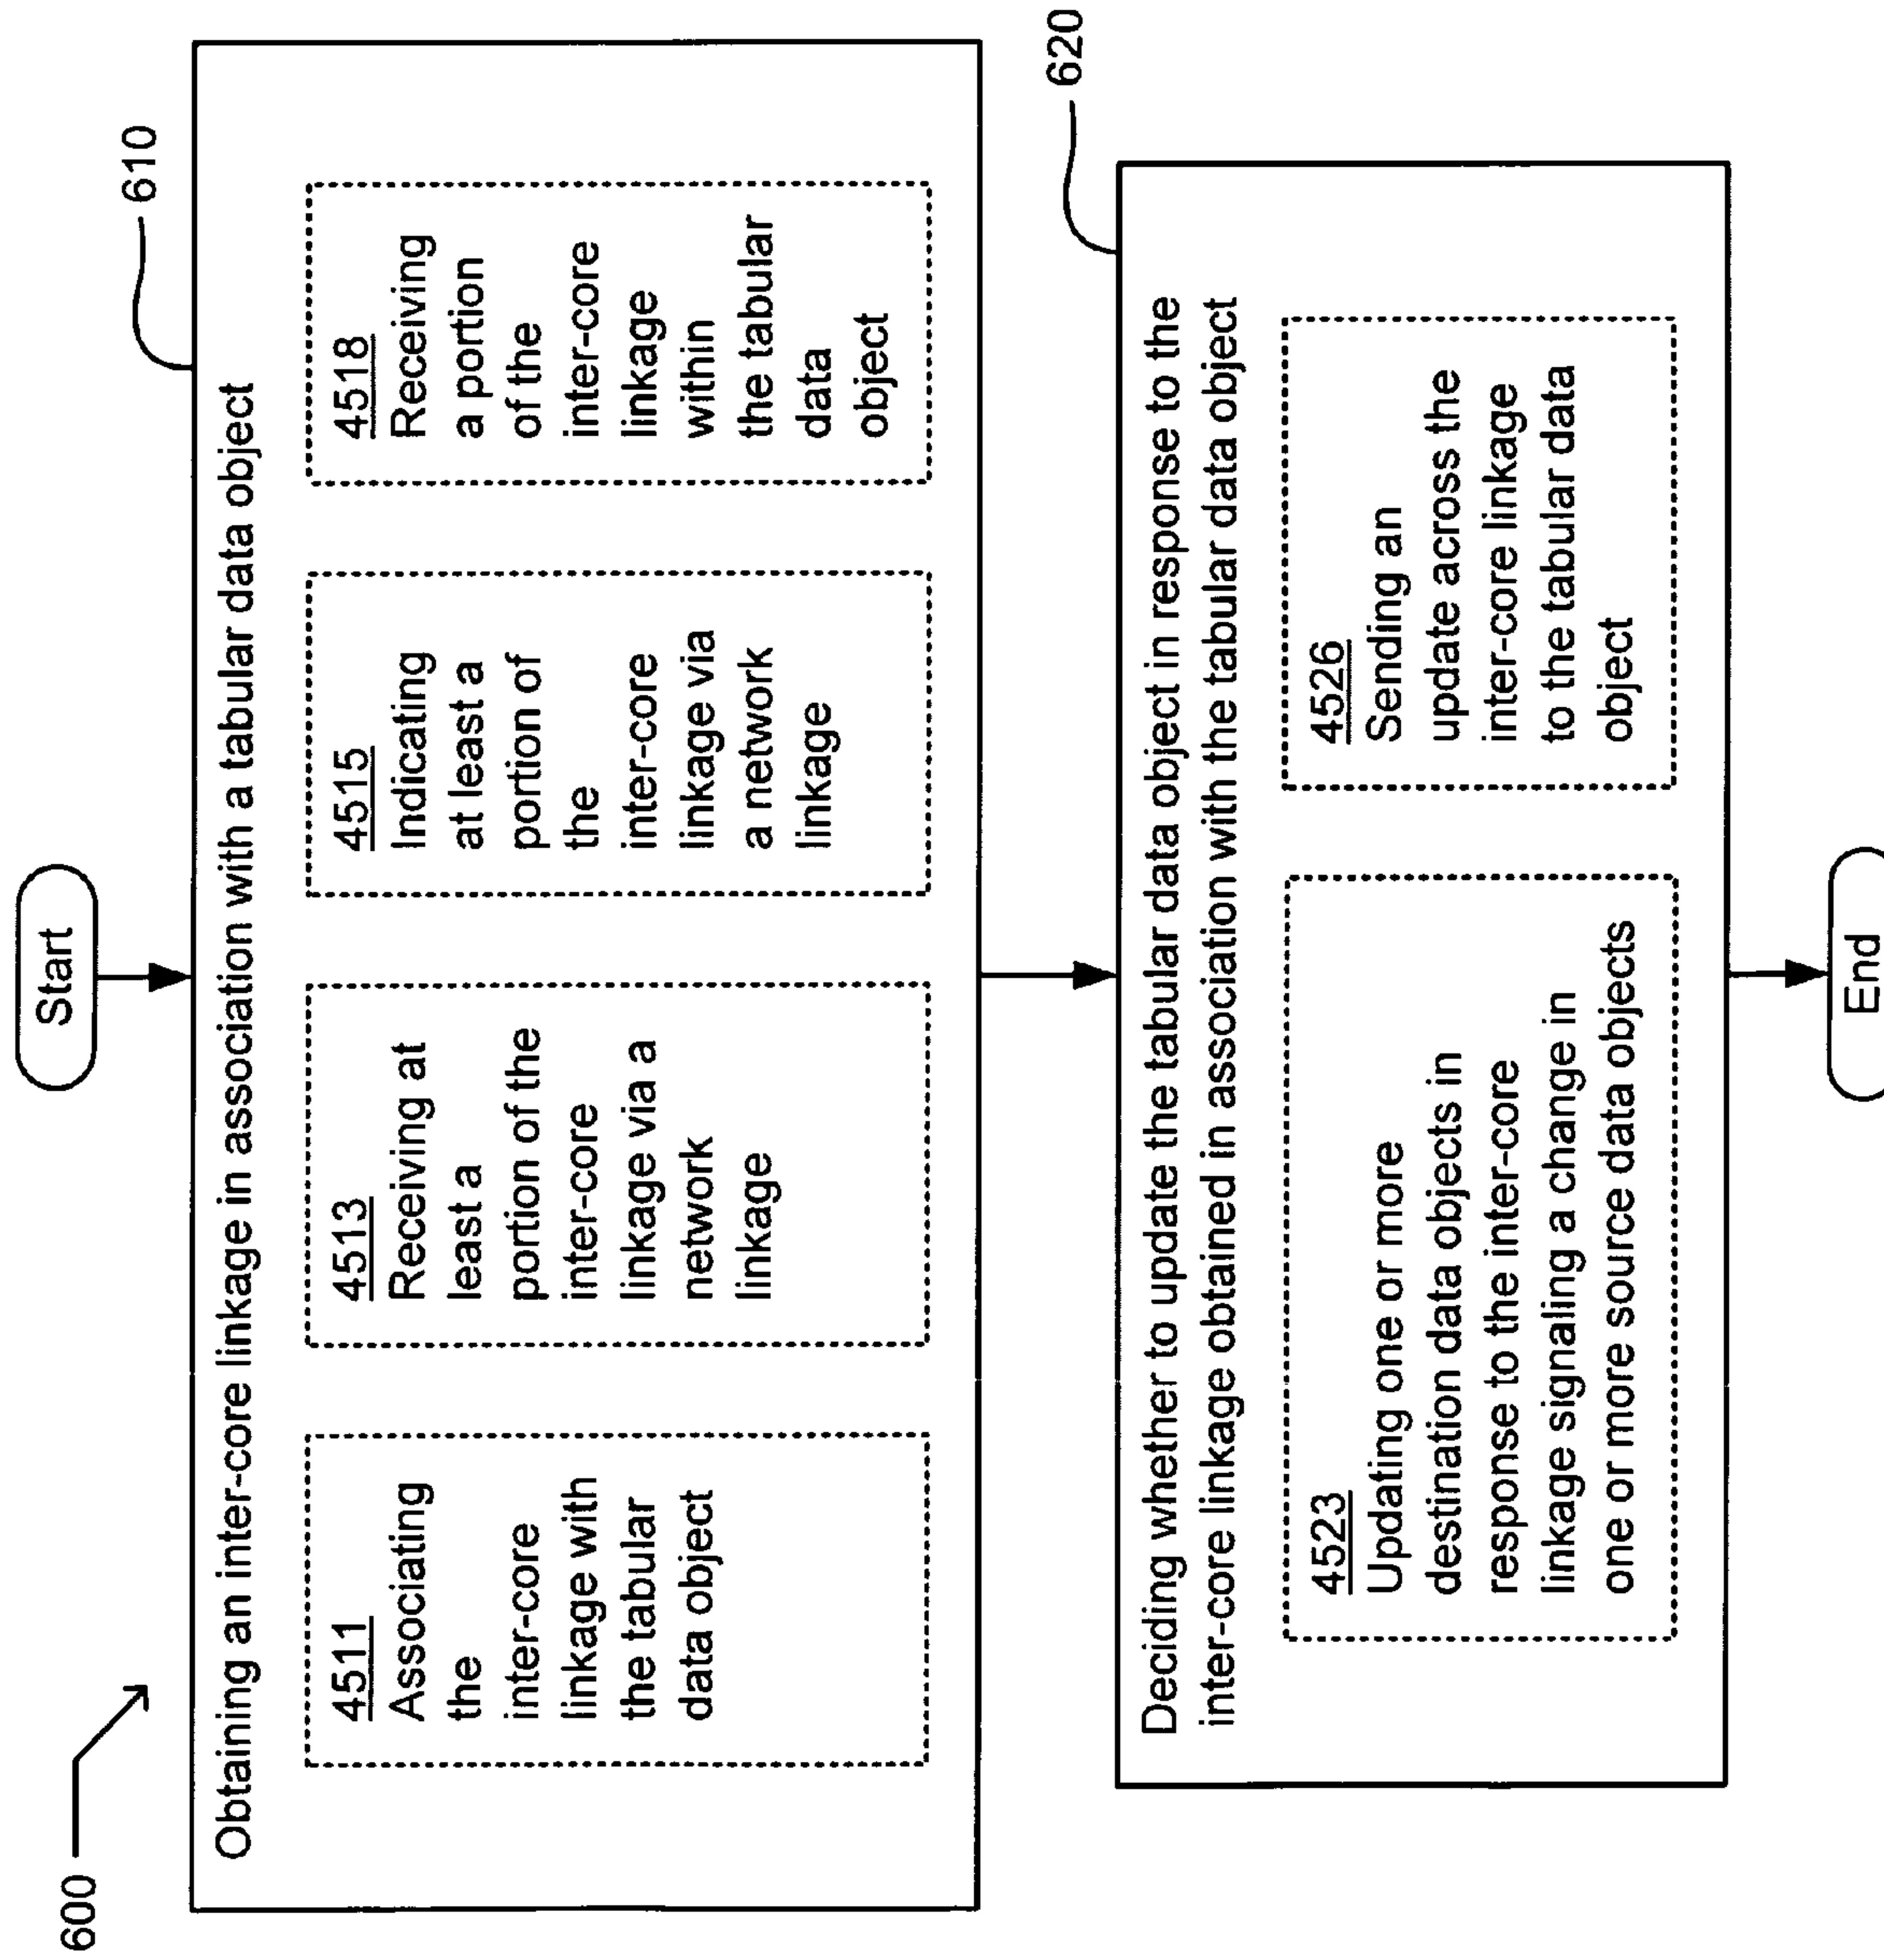 600
Start
610
Obtaining an inter-core linkage in association with a tabular data object
4511
Associating
the
inter-core
linkage with
the tabular
data object
4513
Receiving at
least a
portion of the
inter-core
linkage via a
network
linkage
4515
Indicating
at least a
portion of
the
inter-core
linkage via
a network
linkage
4518
Receiving
a portion
of the
inter-core
linkage
within
the tabular
data
object
620
Deciding whether to update the tabular data object in response to the
inter-core linkage obtained in association with the tabular data object
4523
Updating one or more
destination data objects in
response to the inter-core
linkage signaling a change in
one or more source data objects
4526
Sending an
update across the
inter-core linkage
to the tabular data
object
End